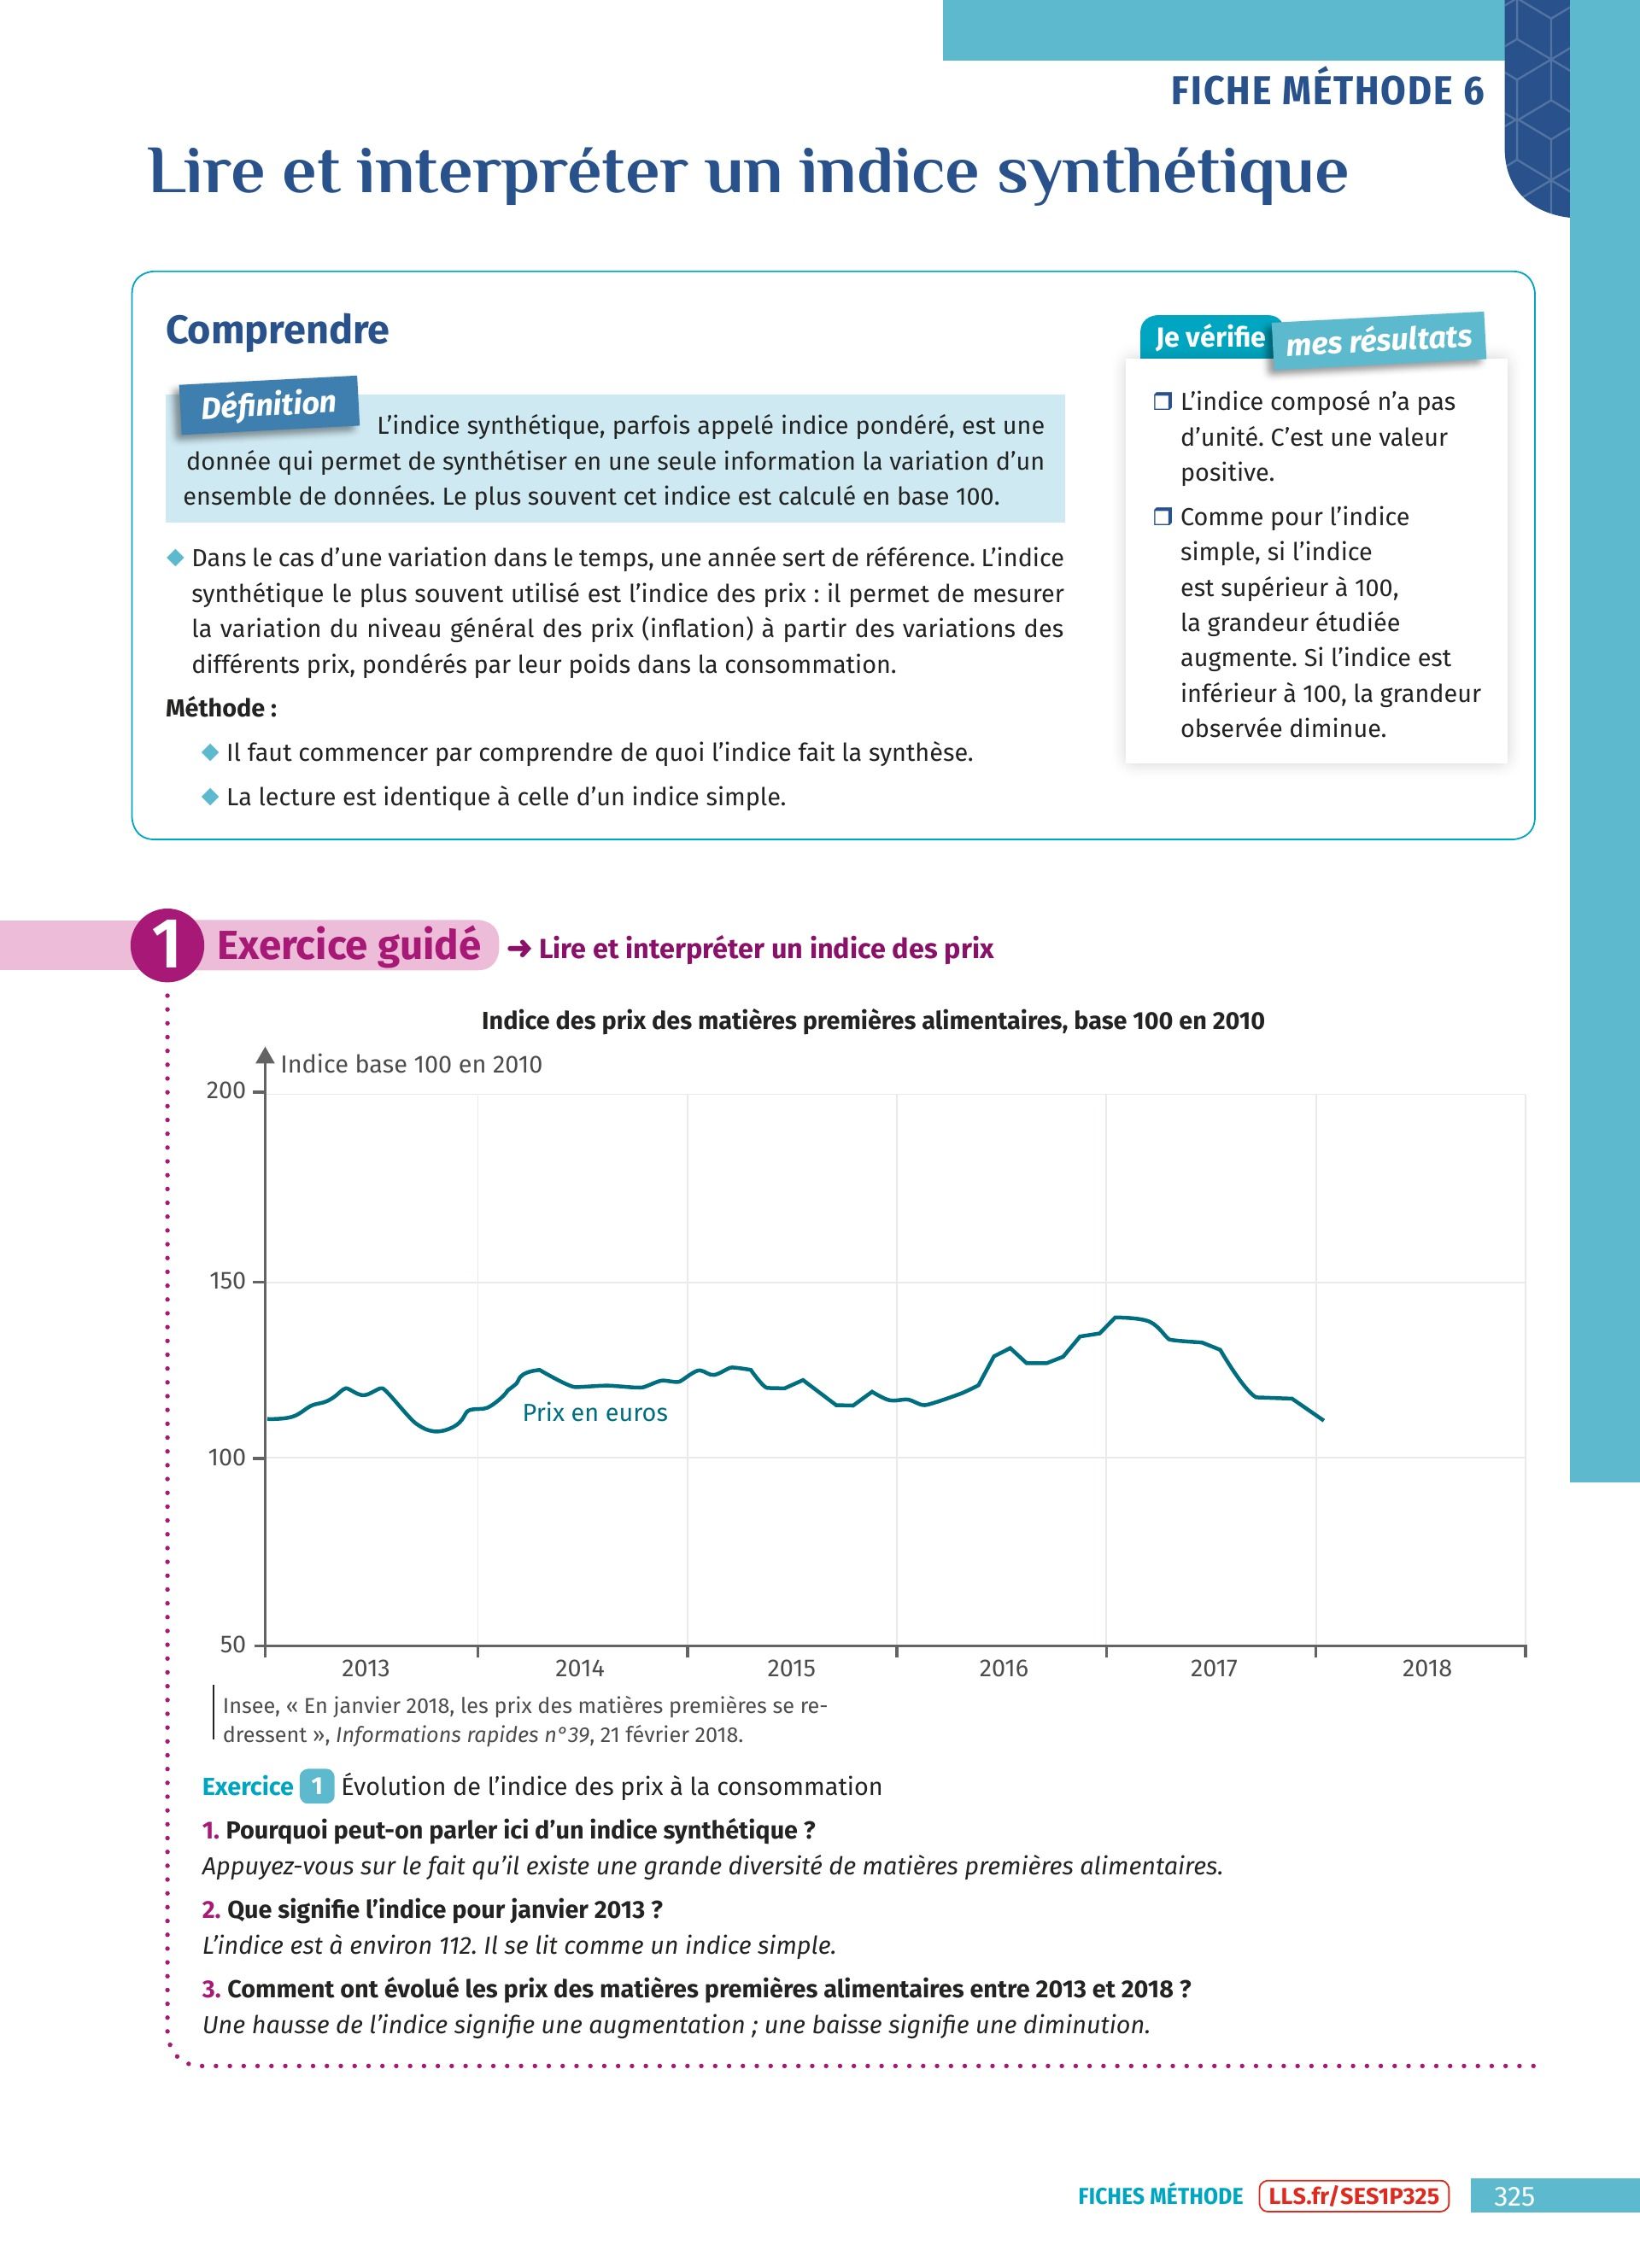 FICHE MÉTHODE 6
Lire et interpréter un indice synthétique
Comprendre
Définition
L'indice synthétique, parfois appelé indice pondéré, est une
donnée qui permet de synthétiser en une seule information la variation d'un
ensemble de données. Le plus souvent cet indice est calculé en base 100.
◆ Dans le cas d'une variation dans le temps, une année sert de référence. L'indice
synthétique le plus souvent utilisé est l'indice des prix : il permet de mesurer
la variation du niveau général des prix (inflation) à partir des variations des
différents prix, pondérés par leur poids dans la consommation.
Méthode :
◆ Il faut commencer par comprendre de quoi l'indice fait la synthèse.
◆ La lecture est identique à celle d'un indice simple.
Je vérifie mes résultats
❒ L'indice composé n'a pas
d'unité. C'est une valeur
positive.
❒ Comme pour l'indice
simple, si l'indice
est supérieur à 100,
la grandeur étudiée
augmente. Si l'indice est
inférieur à 100, la grandeur
observée diminue.
1 Exercice guidé ➜ Lire et interpréter un indice des prix
Indice des prix des matières premières alimentaires, base 100 en 2010
Indice base 100 en 2010
200
150
100
50
Prix en euros
2013 2014 2015 2016 2017 2018
Insee, « En janvier 2018, les prix des matières premières se re-
dressent », Informations rapides n°39, 21 février 2018.
Exercice 1 Évolution de l'indice des prix à la consommation
1. Pourquoi peut-on parler ici d'un indice synthétique ?
Appuyez-vous sur le fait qu'il existe une grande diversité de matières premières alimentaires.
2. Que signifie l'indice pour janvier 2013 ?
L'indice est à environ 112. Il se lit comme un indice simple.
3. Comment ont évolué les prix des matières premières alimentaires entre 2013 et 2018 ?
Une hausse de l'indice signifie une augmentation ; une baisse signifie une diminution.
FICHES MÉTHODE LLS.fr/SES1P325 325